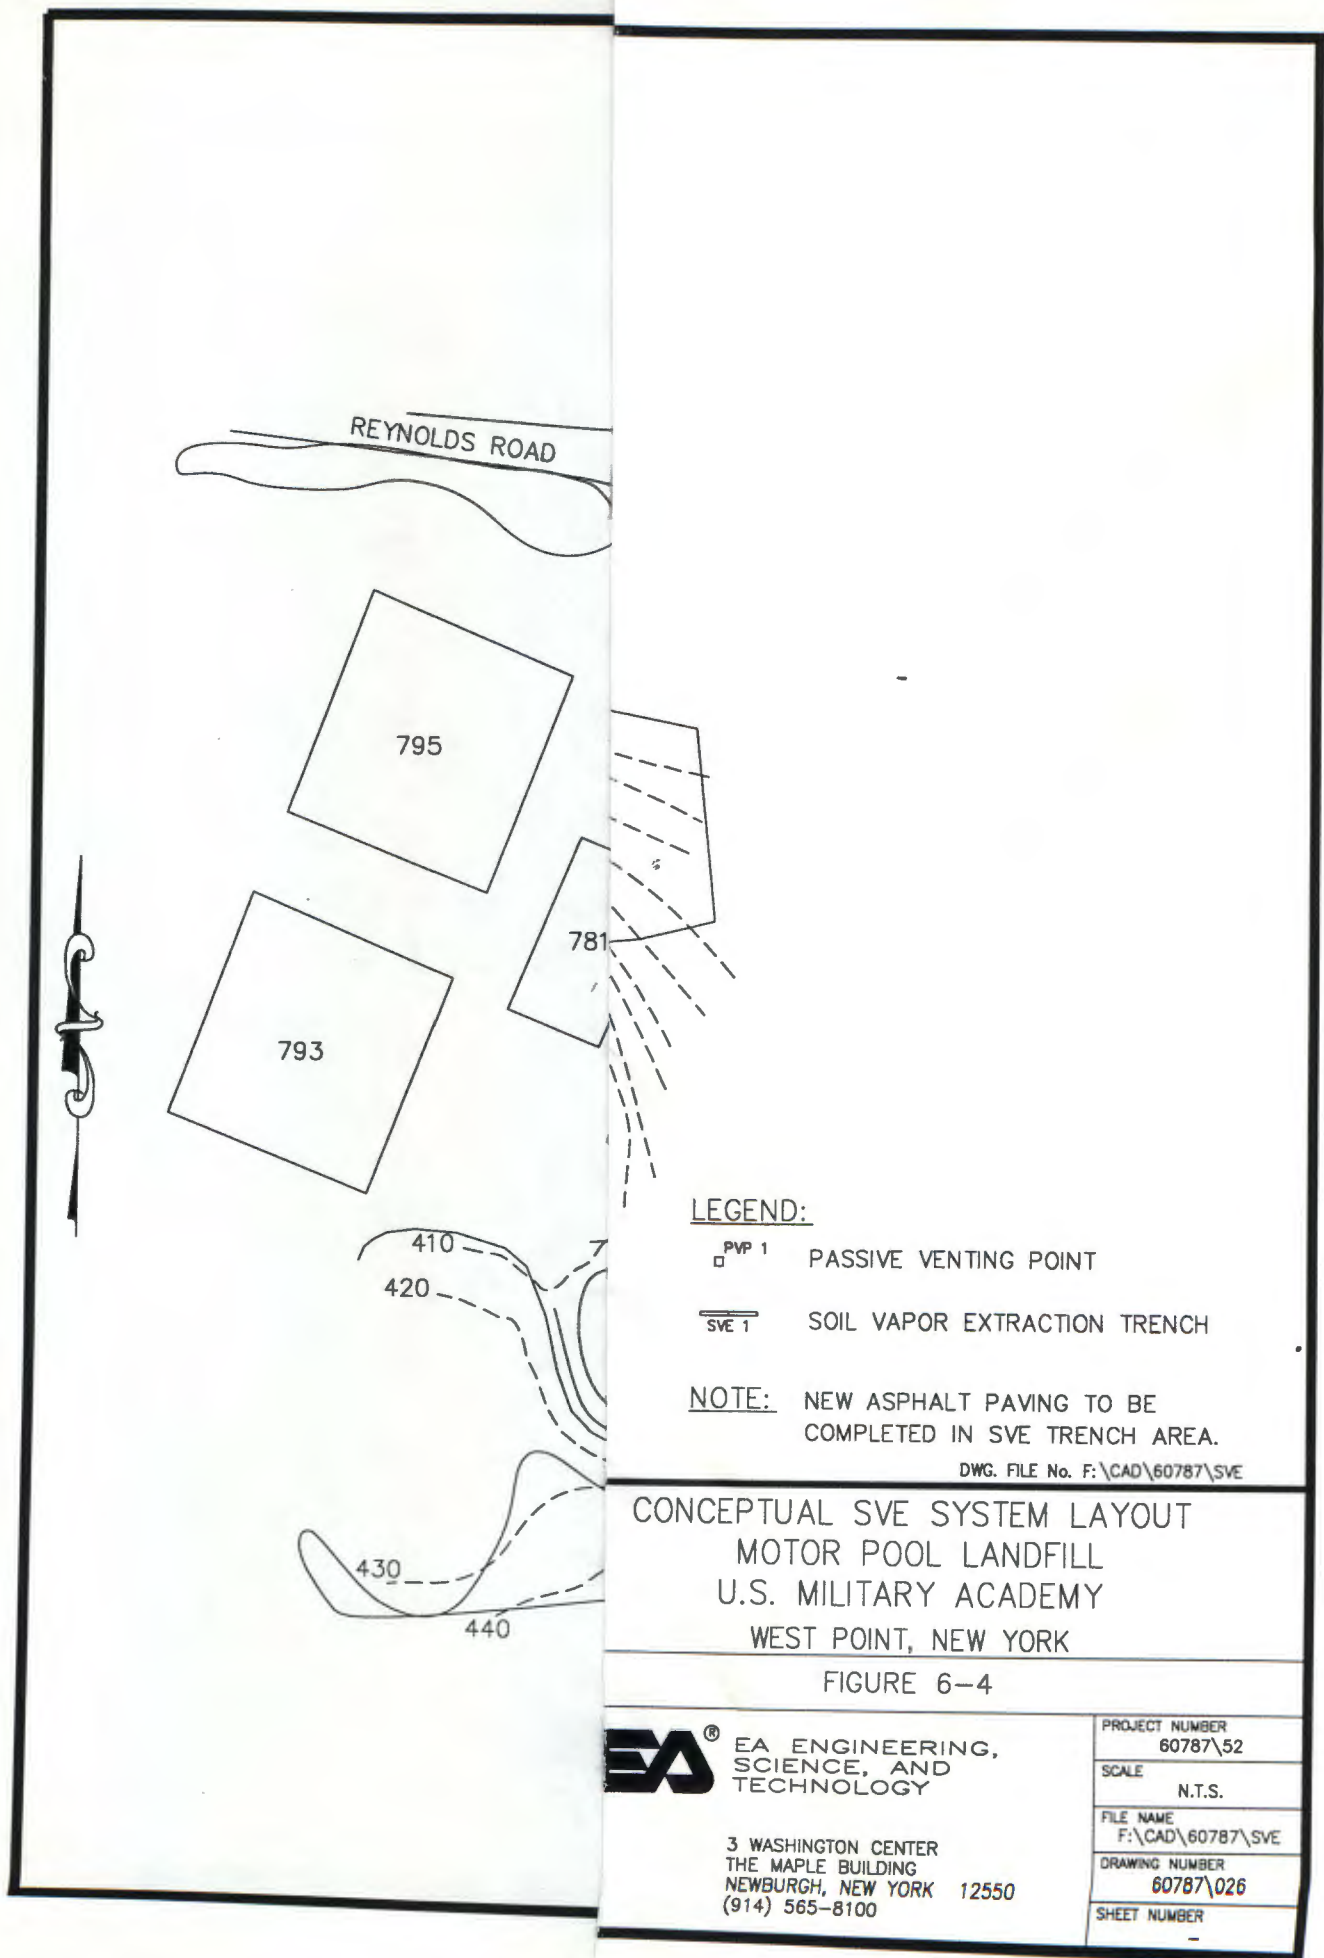 REYNOLDS ROAD
795
781
793
410
420
430
440
LEGEND:
PVP 1 PASSIVE VENTING POINT
SVE 1 SOIL VAPOR EXTRACTION TRENCH
NOTE: NEW ASPHALT PAVING TO BE
COMPLETED IN SVE TRENCH AREA.
DWG. FILE No. F:\CAD\60787\SVE
CONCEPTUAL SVE SYSTEM LAYOUT
MOTOR POOL LANDFILL
U.S. MILITARY ACADEMY
WEST POINT, NEW YORK
FIGURE 6-4
EA®
EA ENGINEERING,
SCIENCE, AND
TECHNOLOGY
3 WASHINGTON CENTER
THE MAPLE BUILDING
NEWBURGH, NEW YORK 12550
(914) 565-8100
PROJECT NUMBER
60787\52
SCALE
N.T.S.
FILE NAME
F:\CAD\60787\SVE
DRAWING NUMBER
60787\026
SHEET NUMBER
-